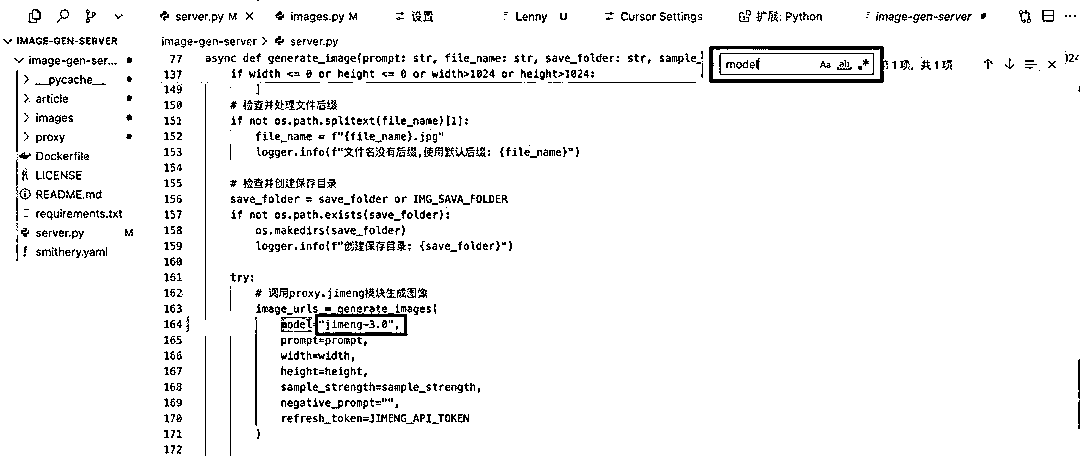 server.py M
images.py M
设置
Lenny U
Cursor Settings
扩展: Python
image-gen-server
IMAGE-GEN-SERVER
image-gen-server > server.py
image-gen-ser...
__pycache__
article
images
proxy
Dockerfile
LICENSE
README.md
requirements.txt
server.py M
smithery.yaml
model
Aa ab .*
第1项, 共1项
77 async def generate_image(prompt: str, file_name: str, save_folder: str, sample_
137 if width <= 0 or height <= 0 or width>1024 or height>1024:
149 ]
150 # 检查并处理文件后缀
151 if not os.path.splitext(file_name)[1]:
152 file_name = f"{file_name}.jpg"
153 logger.info(f"文件名没有后缀,使用默认后缀: {file_name}")
154
155 # 检查并创建保存目录
156 save_folder = save_folder or IMG_SAVA_FOLDER
157 if not os.path.exists(save_folder):
158 os.makedirs(save_folder)
159 logger.info(f"创建保存目录: {save_folder}")
160
161 try:
162 # 调用proxy.jimeng模块生成图像
163 image_urls = generate_images(
164 model="jimeng-3.0",
165 prompt=prompt,
166 width=width,
167 height=height,
168 sample_strength=sample_strength,
169 negative_prompt="",
170 refresh_token=JIMENG_API_TOKEN
171 )
172